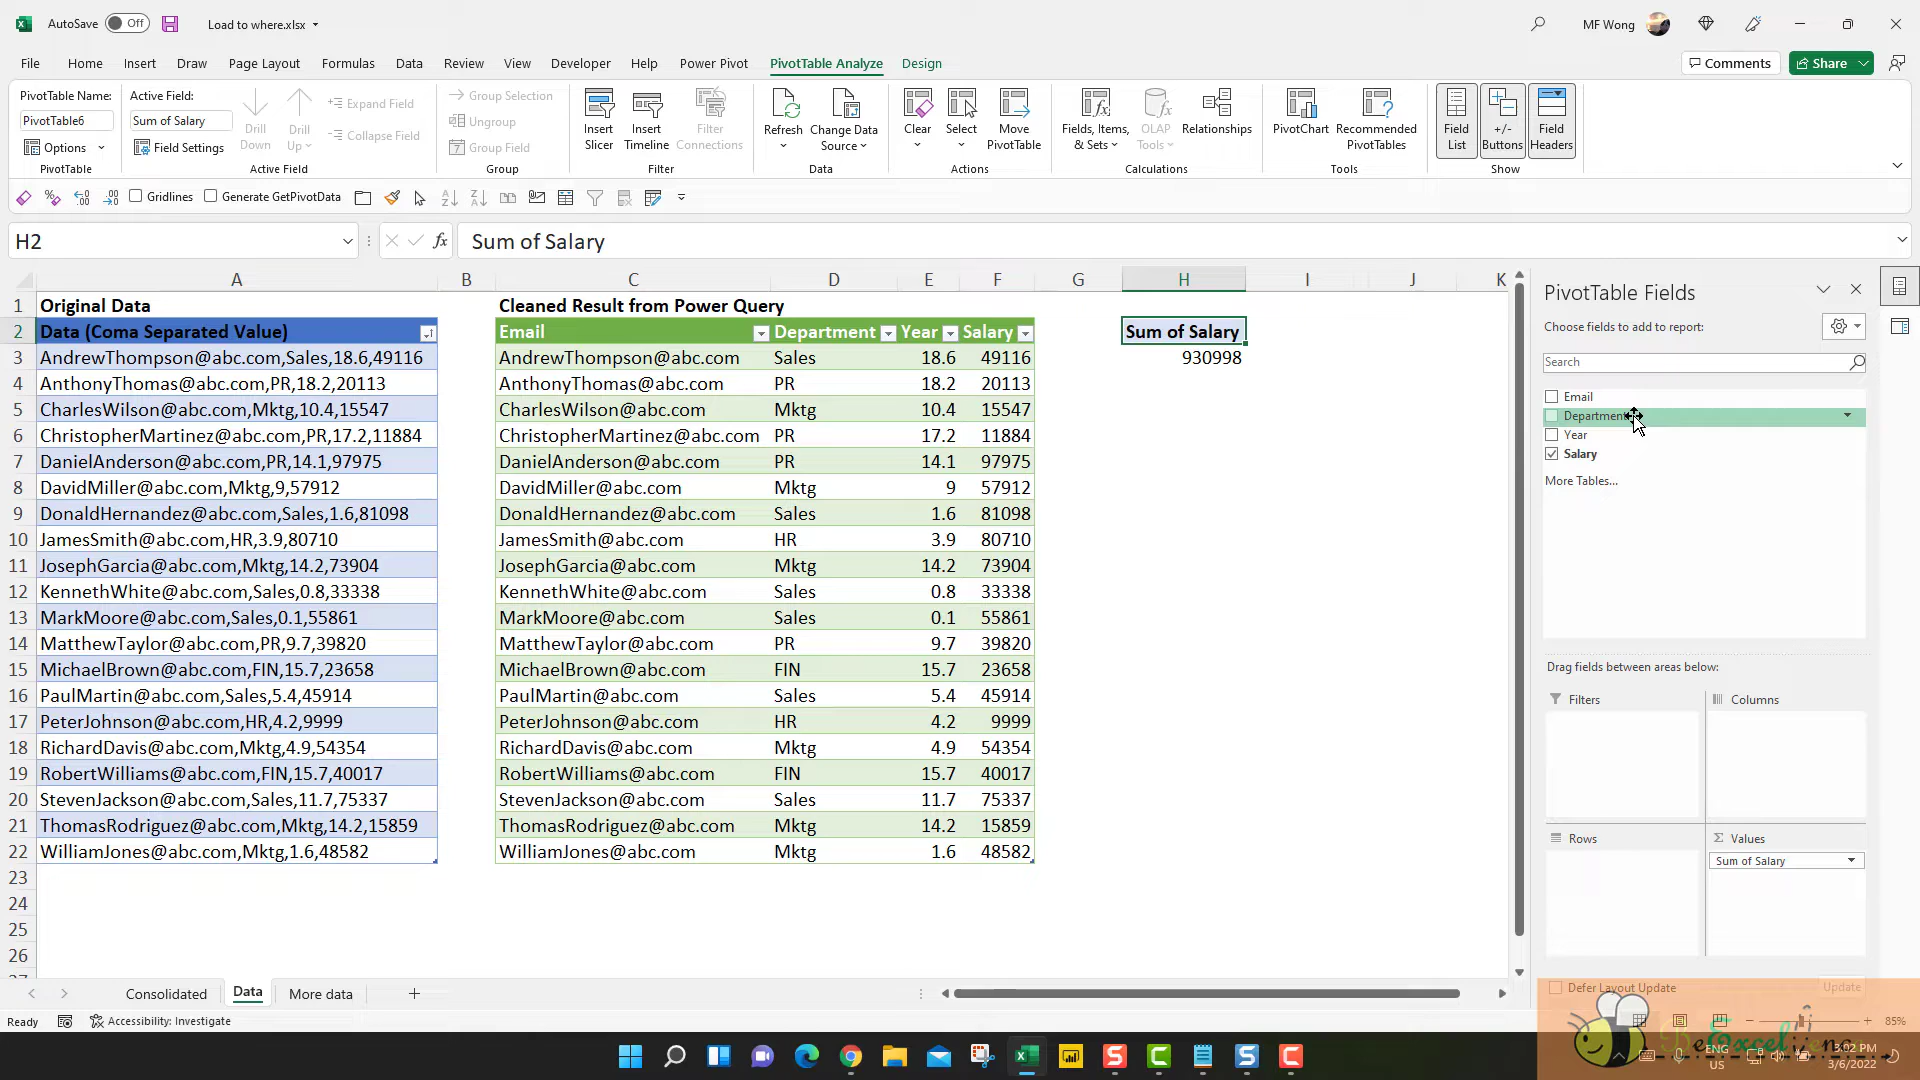 AutoSave Off Load to where.xlsx MF Wong
File Home Insert Draw Page Layout Formulas Data Review View Developer Help Power Pivot PivotTable Analyze Design Comments Share
PivotTable Name:
PivotTable6
Options
PivotTable
Active Field:
Sum of Salary
Field Settings
Drill Down
Drill Up
Expand Field
Collapse Field
Active Field
Group Selection
Ungroup
Group Field
Group
Insert Slicer
Insert Timeline
Filter Connections
Filter
Refresh
Change Data Source
Data
Clear
Select
Move PivotTable
Actions
Fields, Items, & Sets
OLAP Tools
Relationships
Calculations
PivotChart
Recommended PivotTables
Tools
Field List
+/- Buttons
Field Headers
Show
Gridlines Generate GetPivotData
H2 fx Sum of Salary
A B C D E F G H I J K
1 Original Data Cleaned Result from Power Query
2 Data (Coma Separated Value) Email Department Year Salary Sum of Salary
3 AndrewThompson@abc.com,Sales,18.6,49116 AndrewThompson@abc.com Sales 18.6 49116 930998
4 AnthonyThomas@abc.com,PR,18.2,20113 AnthonyThomas@abc.com PR 18.2 20113
5 CharlesWilson@abc.com,Mktg,10.4,15547 CharlesWilson@abc.com Mktg 10.4 15547
6 ChristopherMartinez@abc.com,PR,17.2,11884 ChristopherMartinez@abc.com PR 17.2 11884
7 DanielAnderson@abc.com,PR,14.1,97975 DanielAnderson@abc.com PR 14.1 97975
8 DavidMiller@abc.com,Mktg,9,57912 DavidMiller@abc.com Mktg 9 57912
9 DonaldHernandez@abc.com,Sales,1.6,81098 DonaldHernandez@abc.com Sales 1.6 81098
10 JamesSmith@abc.com,HR,3.9,80710 JamesSmith@abc.com HR 3.9 80710
11 JosephGarcia@abc.com,Mktg,14.2,73904 JosephGarcia@abc.com Mktg 14.2 73904
12 KennethWhite@abc.com,Sales,0.8,33338 KennethWhite@abc.com Sales 0.8 33338
13 MarkMoore@abc.com,Sales,0.1,55861 MarkMoore@abc.com Sales 0.1 55861
14 MatthewTaylor@abc.com,PR,9.7,39820 MatthewTaylor@abc.com PR 9.7 39820
15 MichaelBrown@abc.com,FIN,15.7,23658 MichaelBrown@abc.com FIN 15.7 23658
16 PaulMartin@abc.com,Sales,5.4,45914 PaulMartin@abc.com Sales 5.4 45914
17 PeterJohnson@abc.com,HR,4.2,9999 PeterJohnson@abc.com HR 4.2 9999
18 RichardDavis@abc.com,Mktg,4.9,54354 RichardDavis@abc.com Mktg 4.9 54354
19 RobertWilliams@abc.com,FIN,15.7,40017 RobertWilliams@abc.com FIN 15.7 40017
20 StevenJackson@abc.com,Sales,11.7,75337 StevenJackson@abc.com Sales 11.7 75337
21 ThomasRodriguez@abc.com,Mktg,14.2,15859 ThomasRodriguez@abc.com Mktg 14.2 15859
22 WilliamJones@abc.com,Mktg,1.6,48582 WilliamJones@abc.com Mktg 1.6 48582
23
24
25
26
PivotTable Fields
Choose fields to add to report:
Search
Email
Department
Year
Salary
More Tables...
Drag fields between areas below:
Filters
Columns
Rows
Values
Sum of Salary
Defer Layout Update Update
Consolidated Data More data
Ready Accessibility: Investigate 85%
ENG
US
3:02 PM
3/6/2022